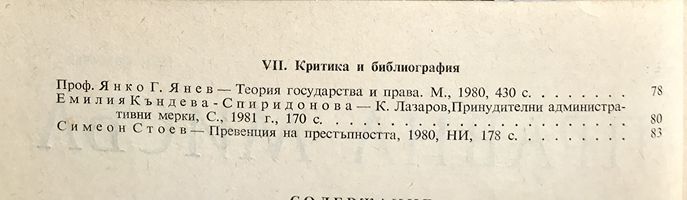 VII. Критика и библиография
Проф. Янко Г. Янев — Теория государства и права. М., 1980, 430 с. . . . . . . . . 78
Емилия Къндева-Спиридонова — К. Лазаров,Принудителни администра-
тивни мерки, С., 1981 г., 170 с. . . . . . . . . . . . . . . . . . . . . . . . 80
Симеон Стоев — Превенция на престъпността, 1980, НИ, 178 с. . . . . . . . . . 83
СОДЕРЖАНИЕ